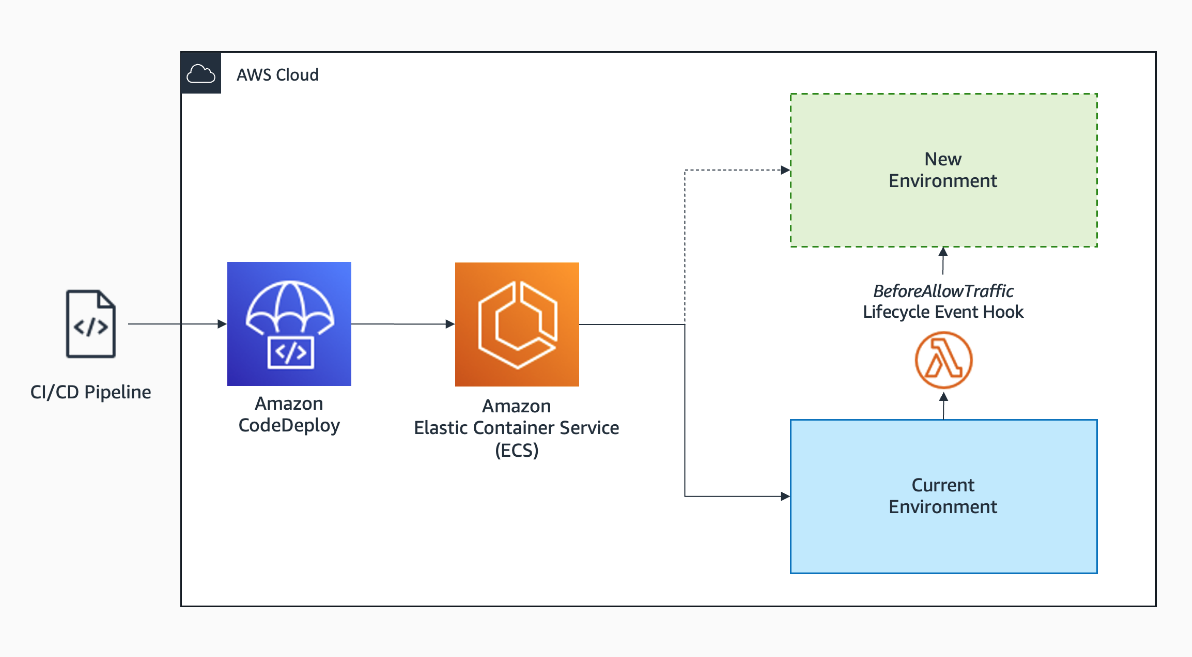 AWS Cloud
New
Environment
BeforeAllowTraffic
Lifecycle Event Hook
</>
CI/CD Pipeline
</>
Amazon
CodeDeploy
Amazon
Elastic Container Service
(ECS)
Current
Environment